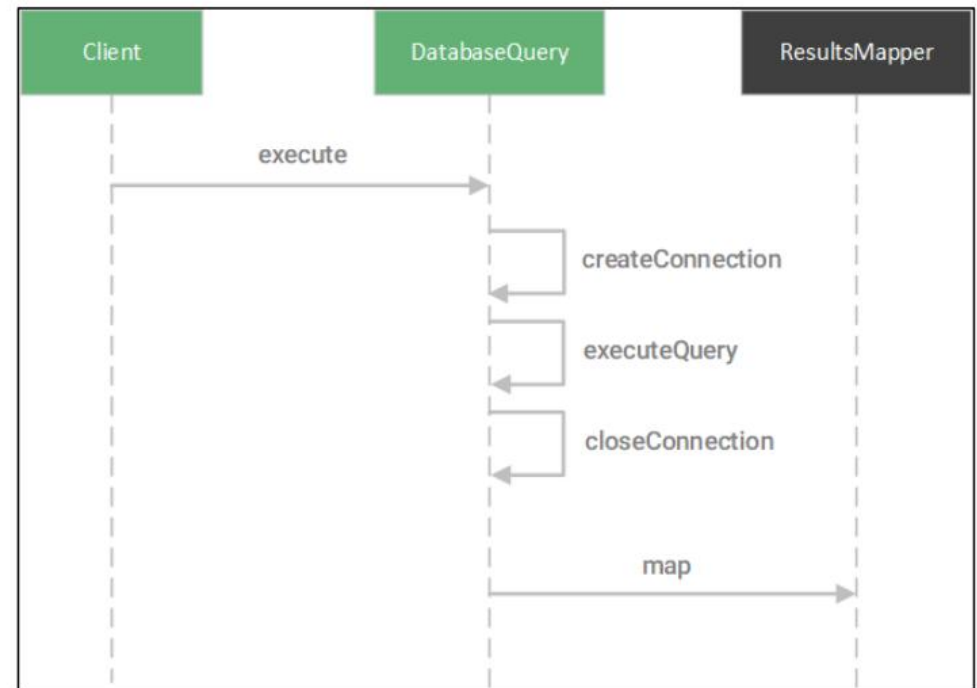 Client
DatabaseQuery
ResultsMapper
execute
createConnection
executeQuery
closeConnection
map